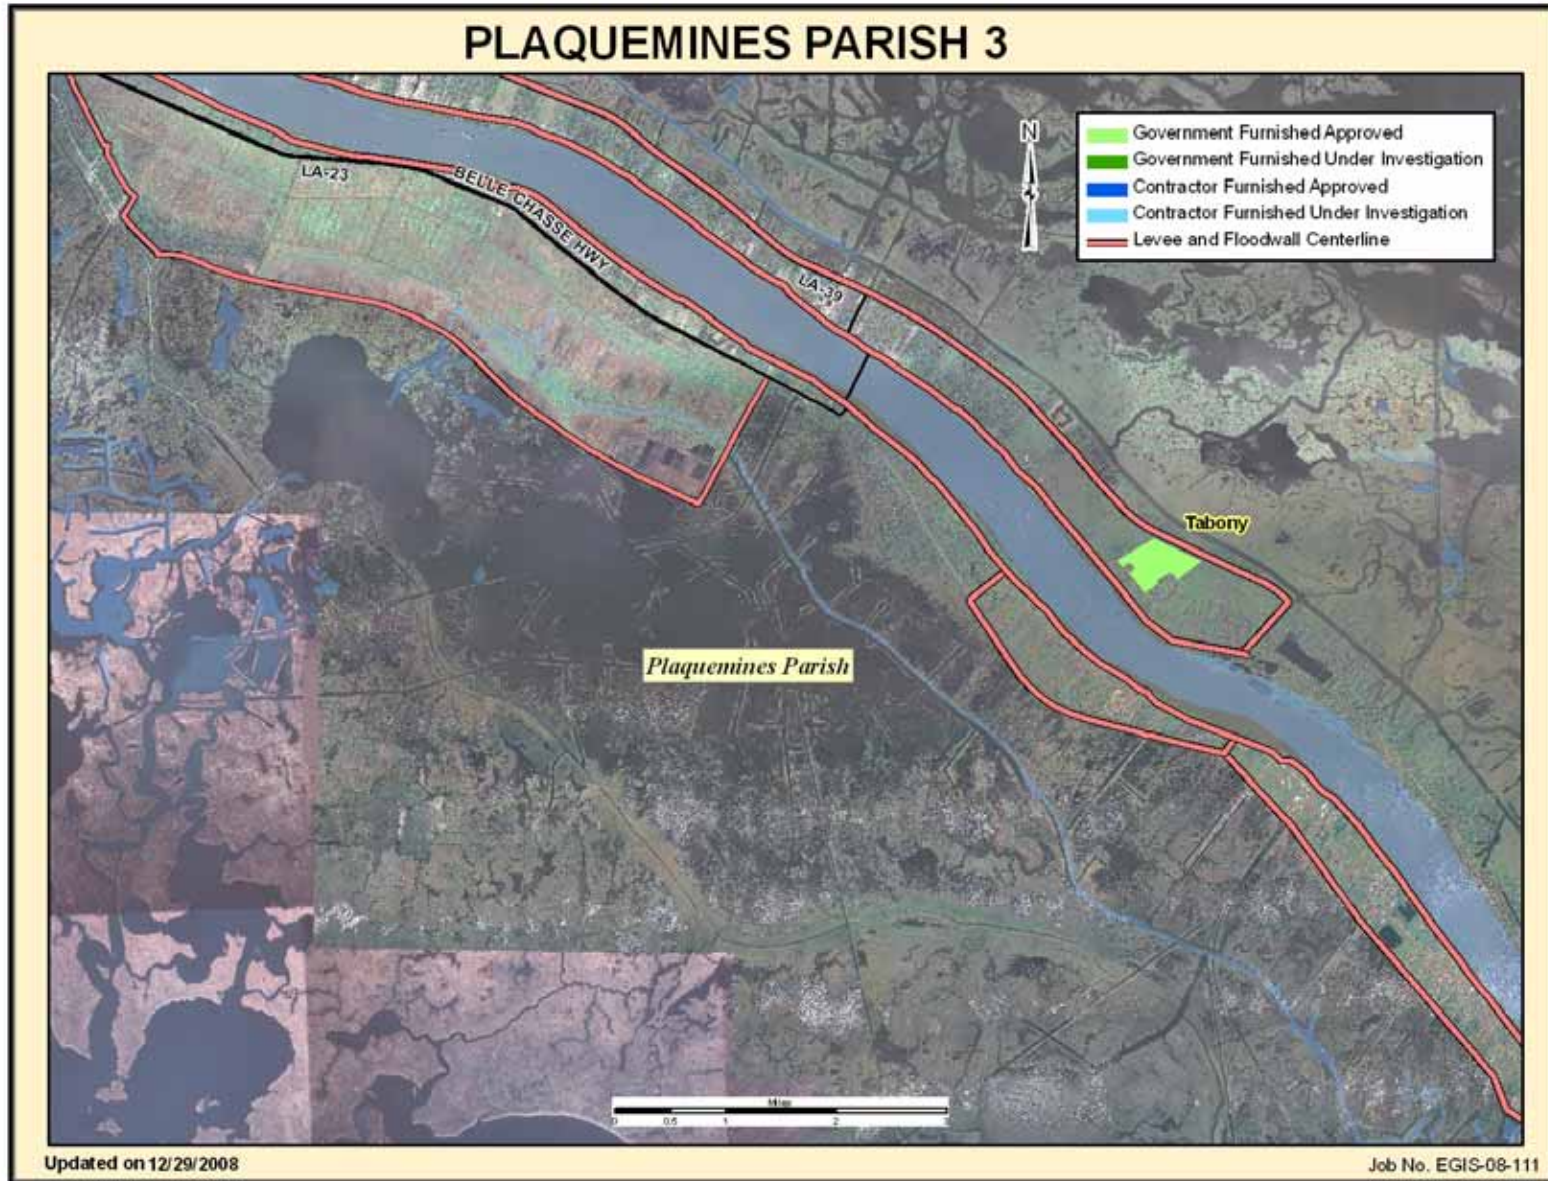 PLAQUEMINES PARISH 3
N
Government Furnished Approved
Government Furnished Under Investigation
Contractor Furnished Approved
Contractor Furnished Under Investigation
Levee and Floodwall Centerline
LA-23
BELLE CHASSE HWY
LA-39
Tabony
Plaquemines Parish
Miles
0 0.5 1 2 3
Updated on 12/29/2008
Job No. EGIS-08-111